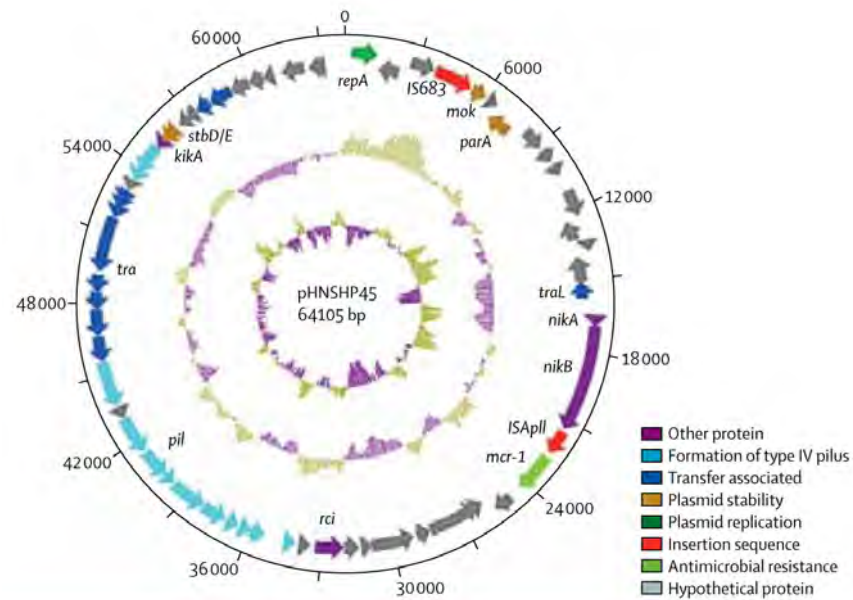 0
6000
12000
18000
24000
30000
36000
42000
48000
54000
60000
repA
IS683
mok
parA
traL
nikA
nikB
ISApII
mcr-1
rci
pil
tra
kikA
stbD/E
pHNSHP45
64105 bp
Other protein
Formation of type IV pilus
Transfer associated
Plasmid stability
Plasmid replication
Insertion sequence
Antimicrobial resistance
Hypothetical protein